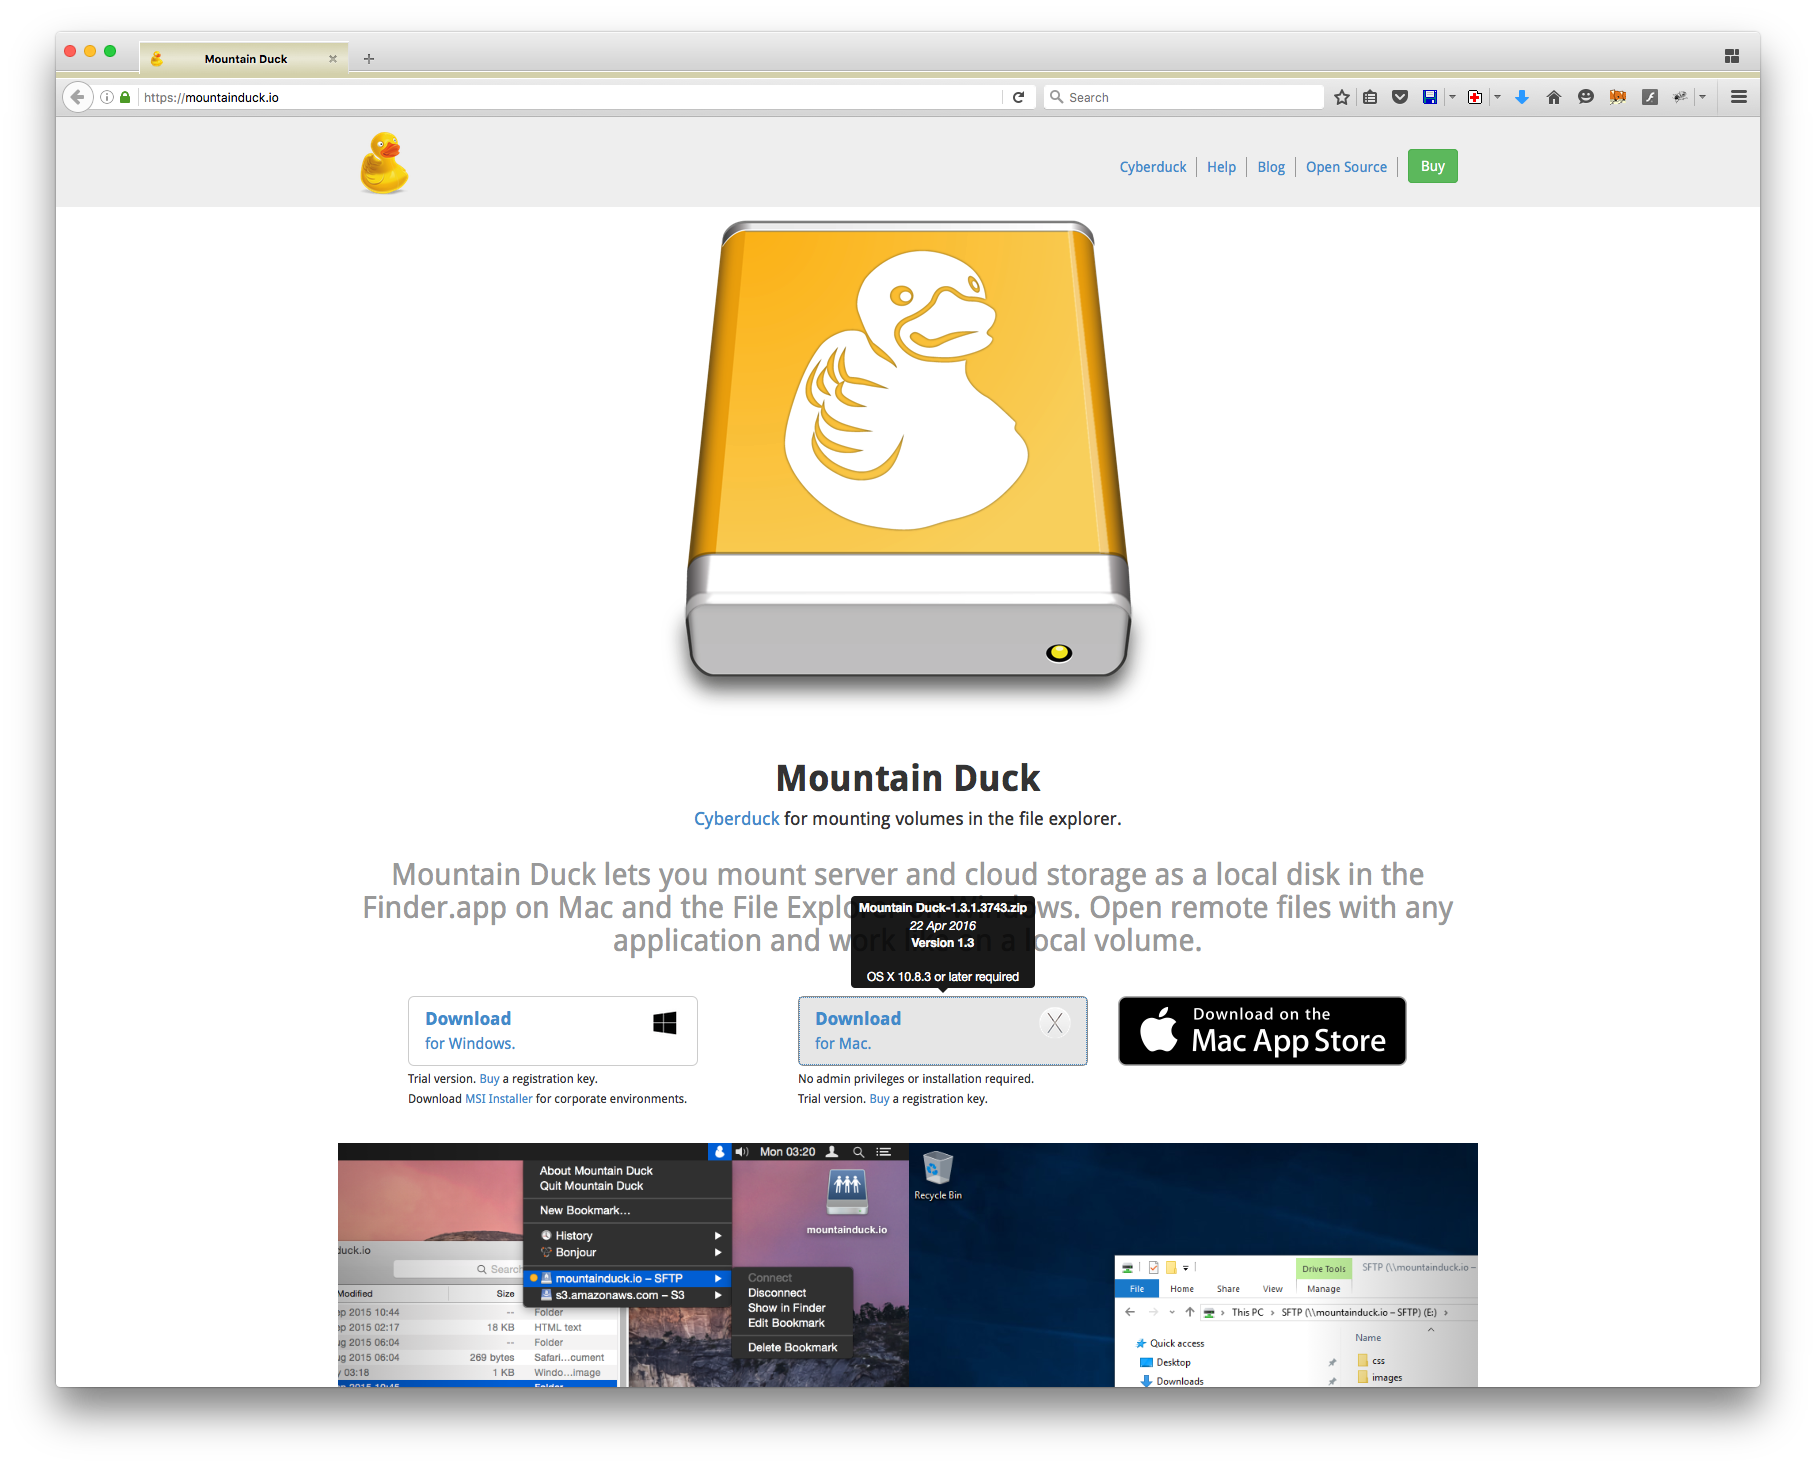 Mountain Duck
https://mountainduck.io
Search
Cyberduck
Help
Blog
Open Source
Buy
Mountain Duck
Cyberduck for mounting volumes in the file explorer.
Mountain Duck lets you mount server and cloud storage as a local disk in the
Finder.app on Mac and the File Explor
ws. Open remote files with any
application and work
local volume.
Mountain Duck-1.3.1.3743.zip
22 Apr 2016
Version 1.3
OS X 10.8.3 or later required
Download
for Windows.
Trial version. Buy a registration key.
Download MSI Installer for corporate environments.
Download
for Mac.
No admin privileges or installation required.
Trial version. Buy a registration key.
Download on the
Mac App Store
Mon 03:20
About Mountain Duck
Quit Mountain Duck
New Bookmark...
History
Bonjour
mountainduck.io – SFTP
s3.amazonaws.com – S3
Connect
Disconnect
Show in Finder
Edit Bookmark
Delete Bookmark
mountainduck.io
duck.io
Search
Modified Size
ep 2015 10:44 -- Folder
ep 2015 02:17 18 KB HTML text
ug 2015 06:04 -- Folder
ug 2015 06:04 269 bytes Safari...cument
03:18 1 KB Windo...image
Recycle Bin
Drive Tools
SFTP (\\mountainduck.io –
File
Home
Share
View
Manage
This PC › SFTP (\\mountainduck.io – SFTP) (E:) ›
Quick access
Desktop
Downloads
Name
css
images